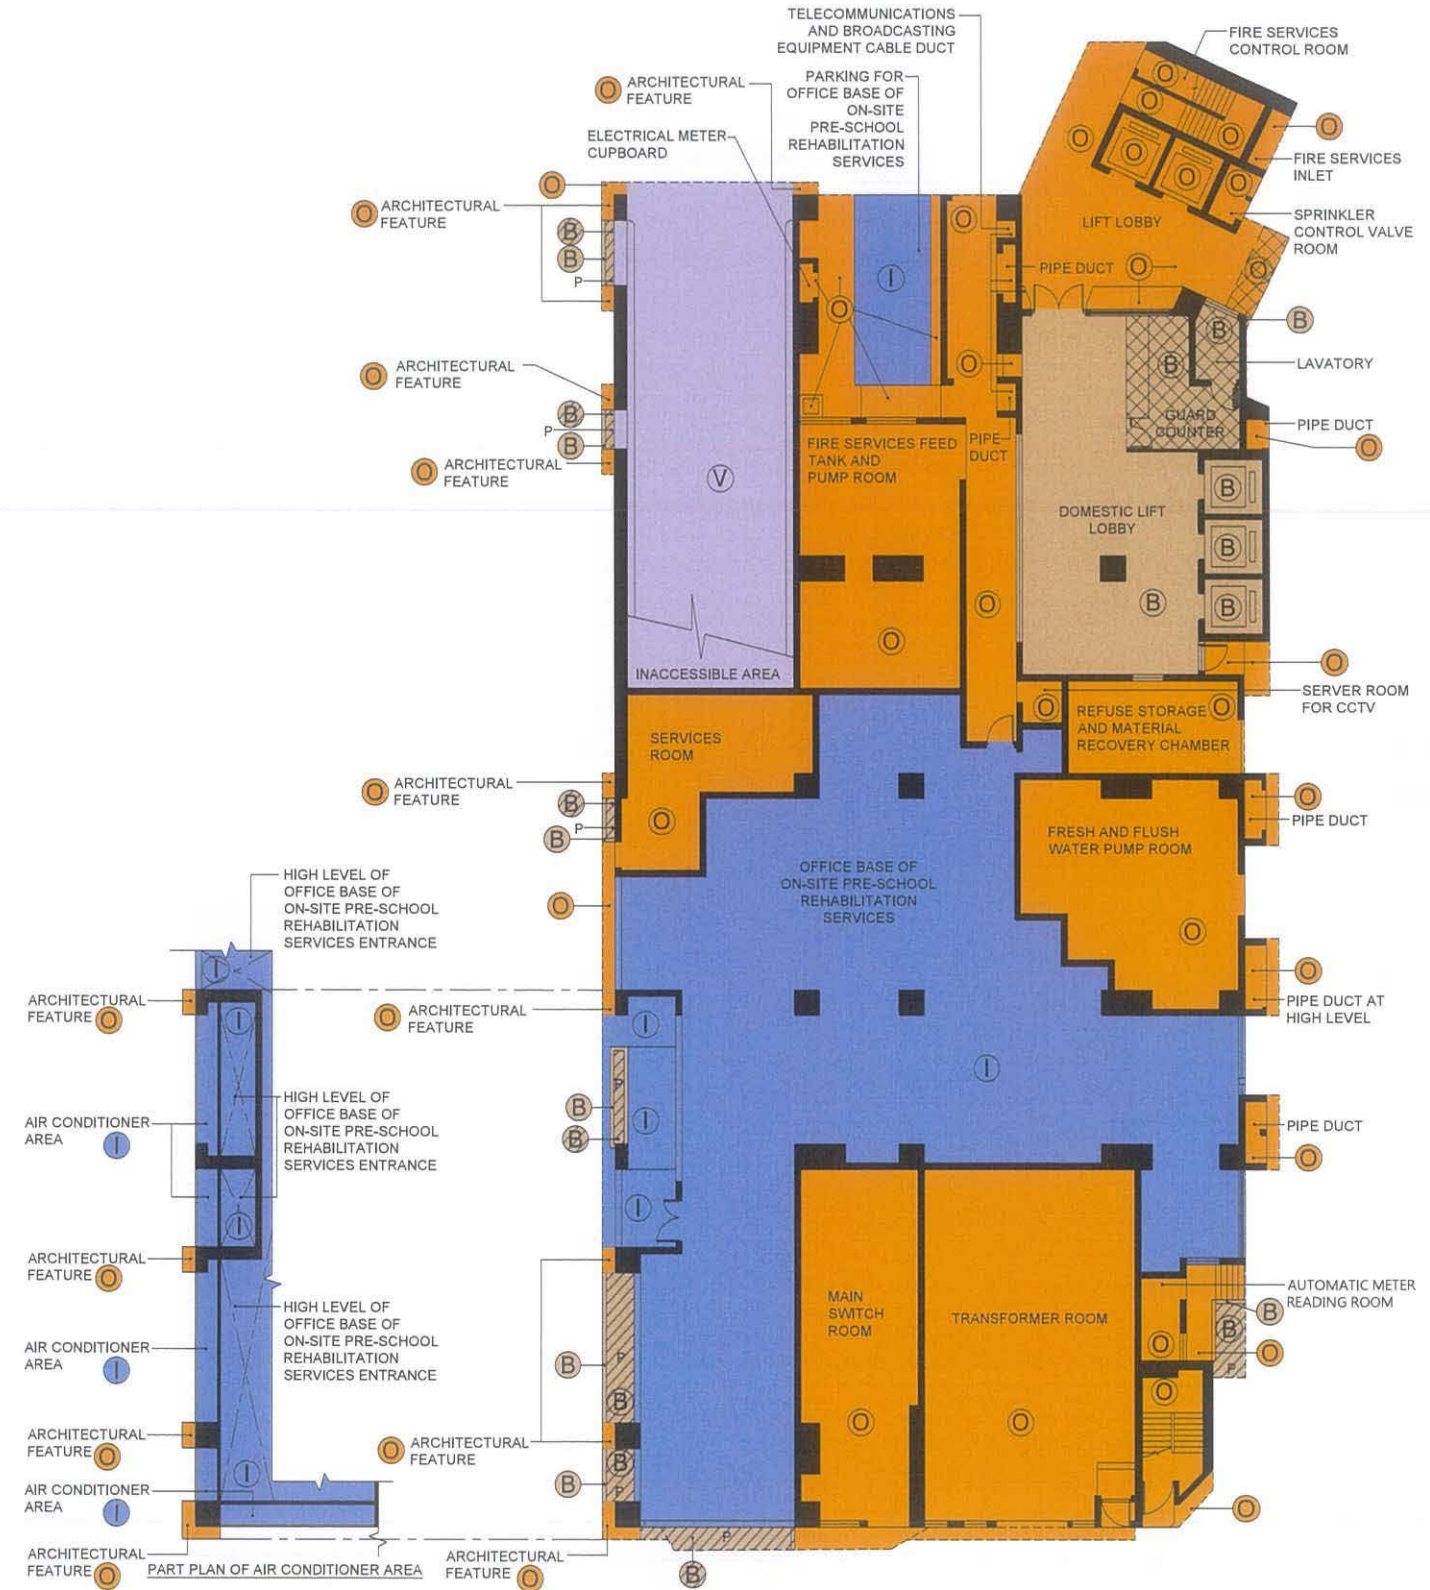 TELECOMMUNICATIONS
AND BROADCASTING
EQUIPMENT CABLE DUCT
FIRE SERVICES
CONTROL ROOM
O ARCHITECTURAL
FEATURE
PARKING FOR
OFFICE BASE OF
ON-SITE
PRE-SCHOOL
REHABILITATION
SERVICES
ELECTRICAL METER
CUPBOARD
O
O
O
O
O
O
O
O
FIRE SERVICES
INLET
O
O ARCHITECTURAL
FEATURE
O
SPRINKLER
CONTROL VALVE
ROOM
LIFT LOBBY
B
B
P
I
PIPE DUCT
O
O
O
B
B
LAVATORY
O ARCHITECTURAL
FEATURE
O
B
B
P
B
GUARD
COUNTER
PIPE DUCT
O
O ARCHITECTURAL
FEATURE
FIRE SERVICES FEED
TANK AND
PUMP ROOM
PIPE
DUCT
V
B
DOMESTIC LIFT
LOBBY
B
O
B
B
O
INACCESSIBLE AREA
O
SERVER ROOM
FOR CCTV
O
REFUSE STORAGE
AND MATERIAL
RECOVERY CHAMBER
O
SERVICES
ROOM
O ARCHITECTURAL
FEATURE
B
P
B
O
O
PIPE DUCT
FRESH AND FLUSH
WATER PUMP ROOM
HIGH LEVEL OF
OFFICE BASE OF
ON-SITE PRE-SCHOOL
REHABILITATION
SERVICES ENTRANCE
OFFICE BASE OF
ON-SITE PRE-SCHOOL
REHABILITATION
SERVICES
O
O
I
O
PIPE DUCT AT
HIGH LEVEL
ARCHITECTURAL
FEATURE O
I
O ARCHITECTURAL
FEATURE
I
I
HIGH LEVEL OF
OFFICE BASE OF
ON-SITE PRE-SCHOOL
REHABILITATION
SERVICES ENTRANCE
AIR CONDITIONER
AREA I
P
B
B
I
PIPE DUCT
O
I
I
ARCHITECTURAL
FEATURE O
HIGH LEVEL OF
OFFICE BASE OF
ON-SITE PRE-SCHOOL
REHABILITATION
SERVICES ENTRANCE
AIR CONDITIONER
AREA I
MAIN
SWITCH
ROOM
TRANSFORMER ROOM
AUTOMATIC METER
READING ROOM
B
B
O
O
P
B
P
B
O
O
O
ARCHITECTURAL
FEATURE O
O ARCHITECTURAL
FEATURE
B
B
P
I
AIR CONDITIONER
AREA I
O
P
B
ARCHITECTURAL
FEATURE O
PART PLAN OF AIR CONDITIONER AREA
ARCHITECTURAL
FEATURE O